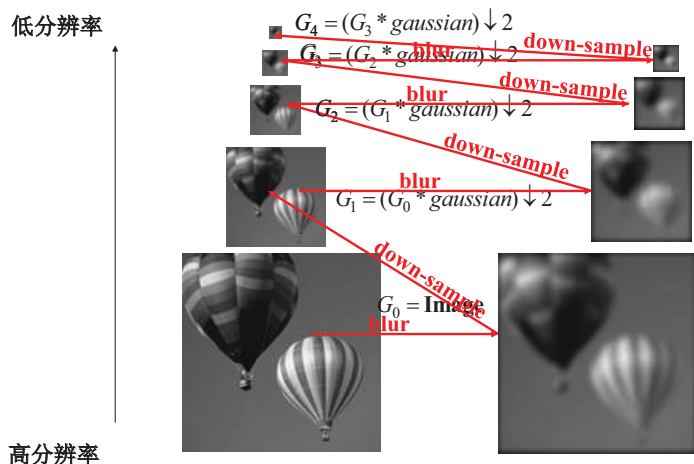 低分辨率
G₄ = (G₃ * gaussian) ↓ 2
down-sample
blur
G₃ = (G₂ * gaussian) ↓ 2
down-sample
blur
G₂ = (G₁ * gaussian) ↓ 2
down-sample
blur
G₁ = (G₀ * gaussian) ↓ 2
down-sample
G₀ = Image
blur
高分辨率